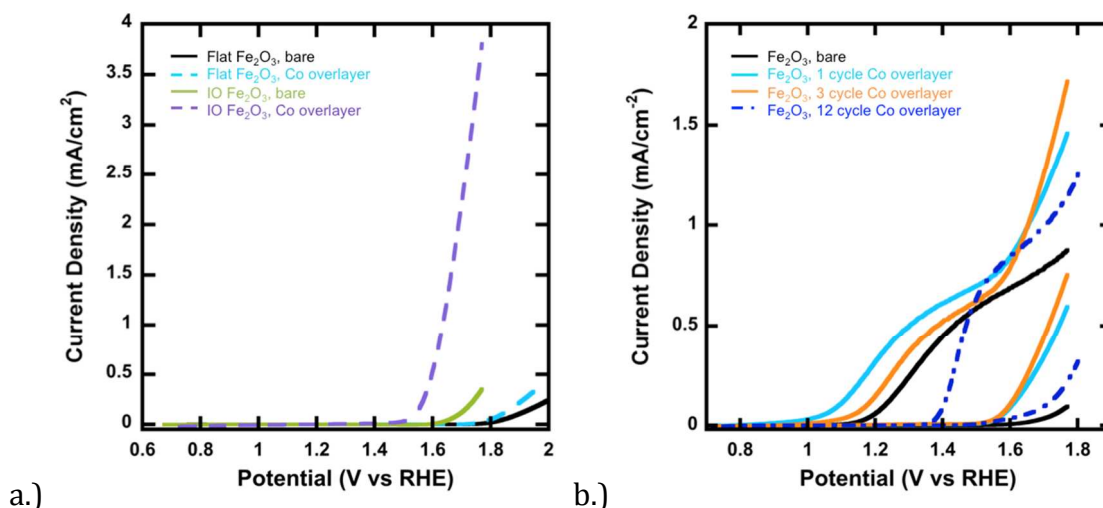 4
3.5
3
2.5
2
1.5
1
0.5
0
0.6 0.8 1 1.2 1.4 1.6 1.8 2
Current Density (mA/cm²)
Potential (V vs RHE)
Flat Fe₂O₃, bare
Flat Fe₂O₃, Co overlayer
IO Fe₂O₃, bare
IO Fe₂O₃, Co overlayer
a.)
2
1.5
1
0.5
0
0.8 1 1.2 1.4 1.6 1.8
Current Density (mA/cm⁻²)
Potential (V vs RHE)
Fe₂O₃, bare
Fe₂O₃, 1 cycle Co overlayer
Fe₂O₃, 3 cycle Co overlayer
Fe₂O₃, 12 cycle Co overlayer
b.)